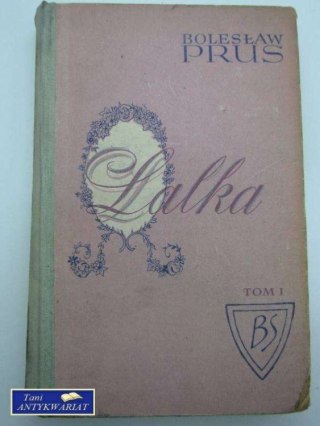 BOLESŁAW
PRUS
Lalka
TOM I
BS
Tani
ANTYKWARIAT